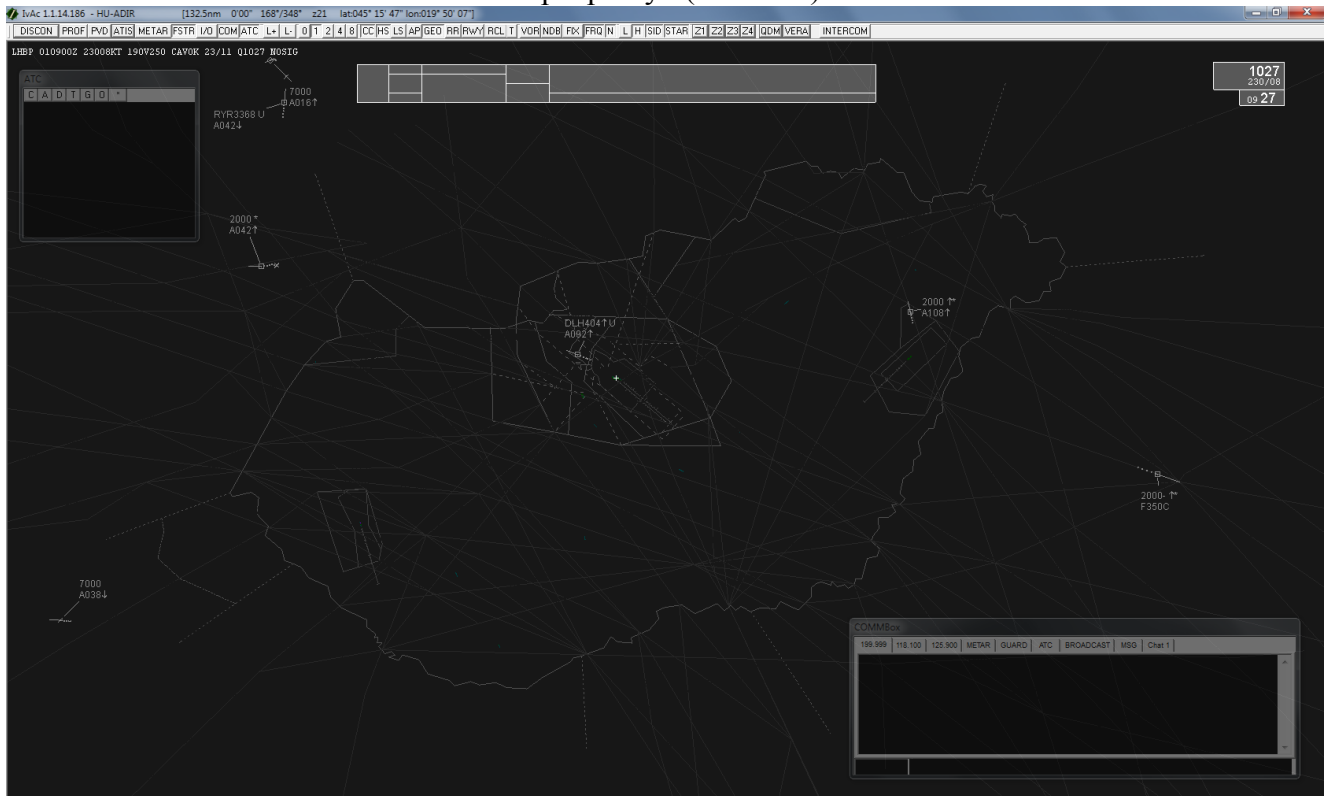 IvAc 1.1.14.186 - HU-ADIR [132.5nm 0'00" 168°/348° z21 lat:045° 15' 47" lon:019° 50' 07"]
DISCON PROF PVD ATIS METAR FSTR I/O COM ATC L+ L- 0 1 2 4 8 CC HS LS AP GEO RR RWY RCL T VOR NDB FIX FRQ N L H SID STAR Z1 Z2 Z3 Z4 QDM VERA INTERCOM
LHBP 010900Z 23008KT 190V250 CAVOK 23/11 Q1027 NOSIG
ATC
C A D T G O *
7000
A016↑
RYR3368 U
A042↓
1027
230/08
09 27
2000 *
A042↑
DLH404↑U
A092↑
2000 ↑*
A108↑
2000- ↑*
F350C
7000
A038↓
COMMBox
199.999 118.100 125.900 METAR GUARD ATC BROADCAST MSG Chat 1